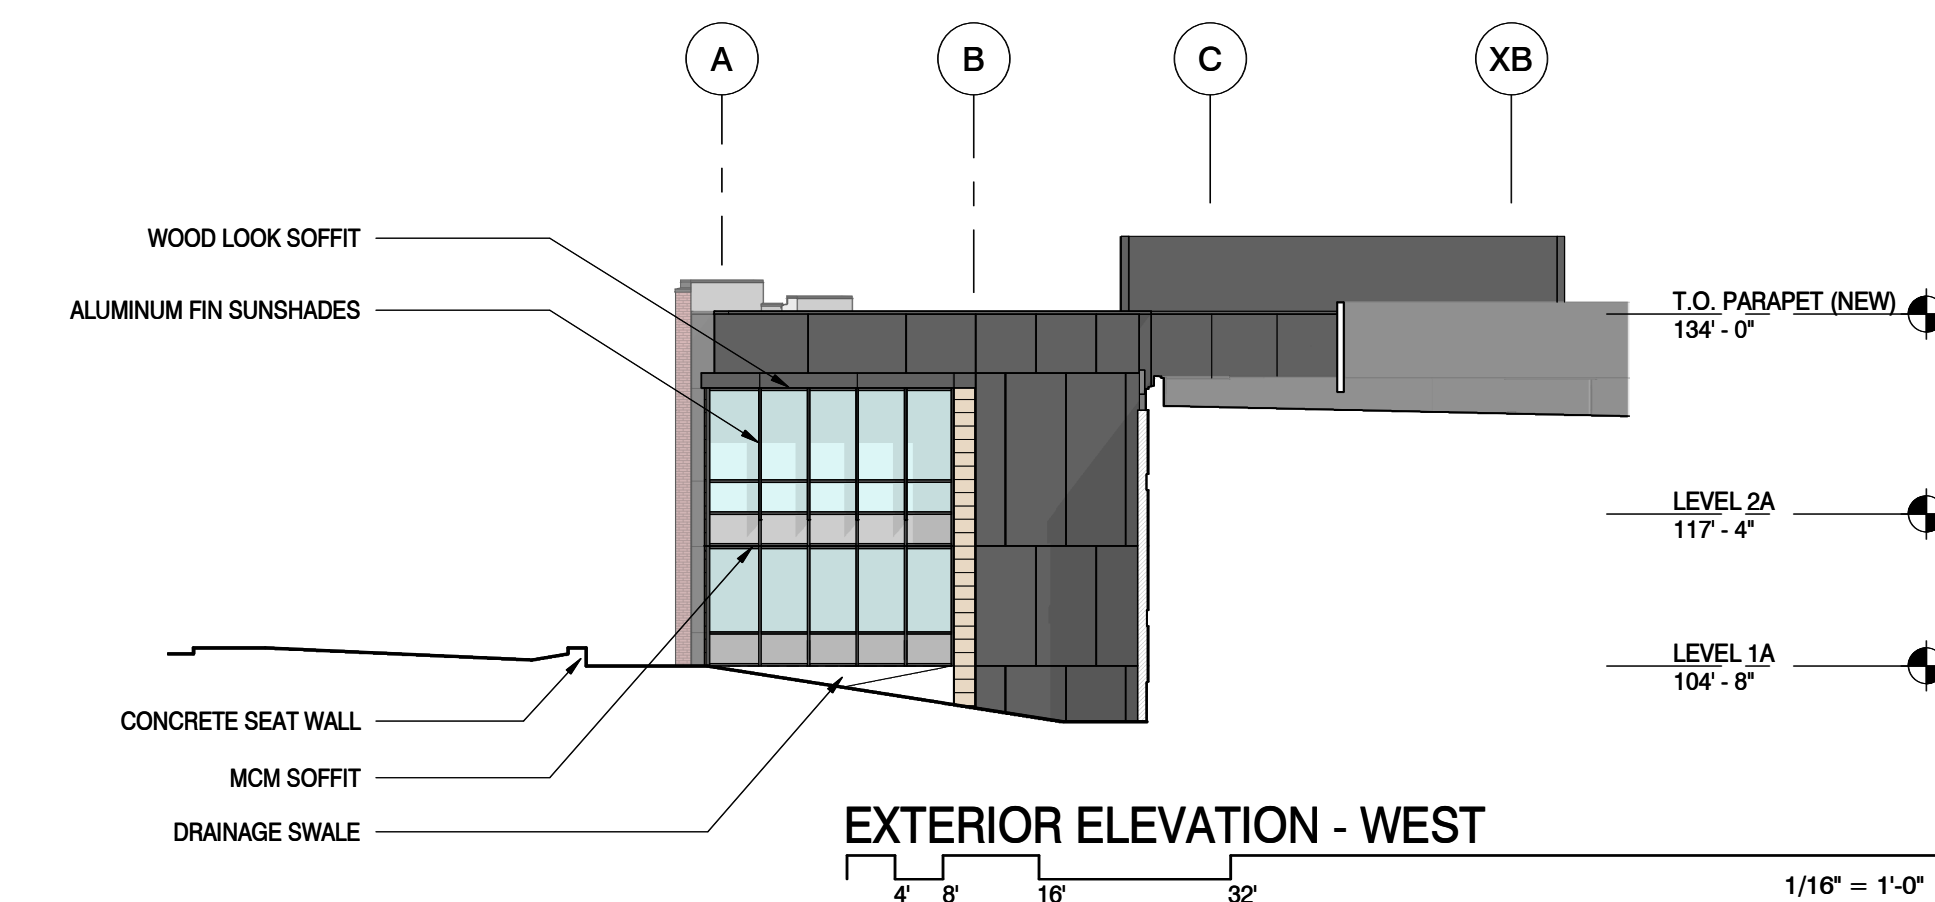 A
B
C
XB
WOOD LOOK SOFFIT
ALUMINUM FIN SUNSHADES
T.O. PARAPET (NEW)
134' - 0"
LEVEL 2A
117' - 4"
LEVEL 1A
104' - 8"
CONCRETE SEAT WALL
MCM SOFFIT
DRAINAGE SWALE
EXTERIOR ELEVATION - WEST
4' 8' 16' 32'
1/16" = 1'-0"